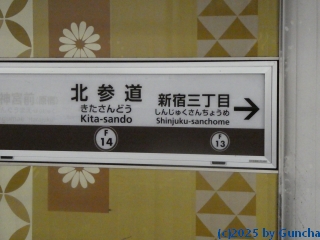 北参道
きたさんどう
Kita-sando
F
14
新宿三丁目
しんじゅくさんちょうめ
Shinjuku-sanchome
F
13
(c)2025 by Guncha